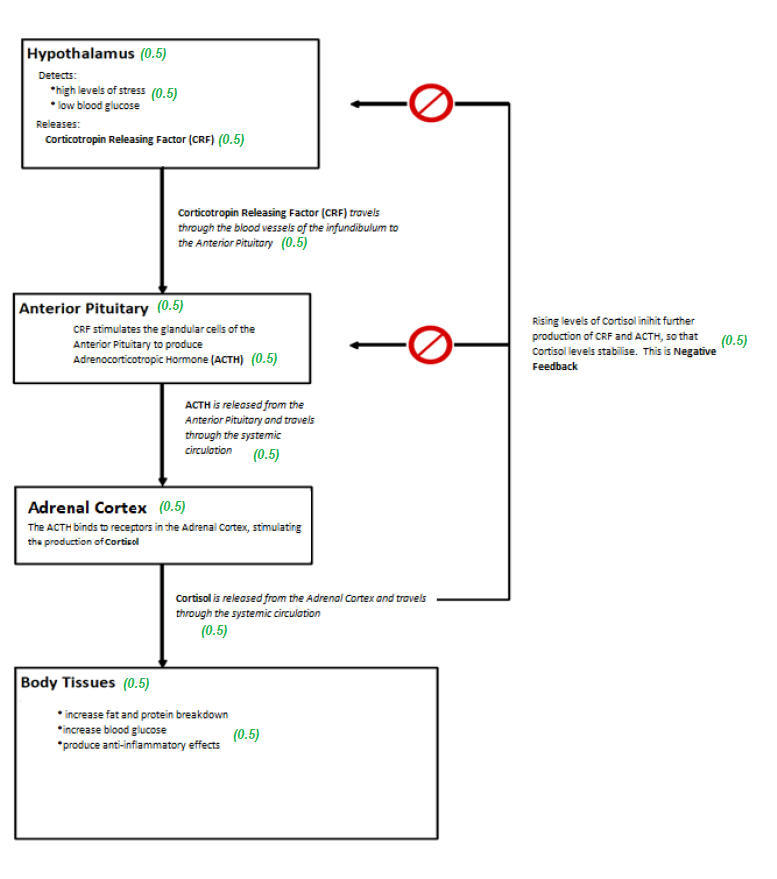 Hypothalamus (0.5)
Detects:
*high levels of stress (0.5)
* low blood glucose
Releases:
Corticotropin Releasing Factor (CRF) (0.5)
Corticotropin Releasing Factor (CRF) travels
through the blood vessels of the infundibulum to
the Anterior Pituitary (0.5)
Anterior Pituitary (0.5)
CRF stimulates the glandular cells of the
Anterior Pituitary to produce
Adrenocorticotropic Hormone (ACTH) (0.5)
Rising levels of Cortisol inihit further
production of CRF and ACTH, so that (0.5)
Cortisol levels stabilise. This is Negative
Feedback
ACTH is released from the
Anterior Pituitary and travels
through the systemic
circulation (0.5)
Adrenal Cortex (0.5)
The ACTH binds to receptors in the Adrenal Cortex, stimulating
the production of Cortisol
Cortisol is released from the Adrenal Cortex and travels
through the systemic circulation
(0.5)
Body Tissues (0.5)
* increase fat and protein breakdown
*increase blood glucose (0.5)
*produce anti-inflammatory effects